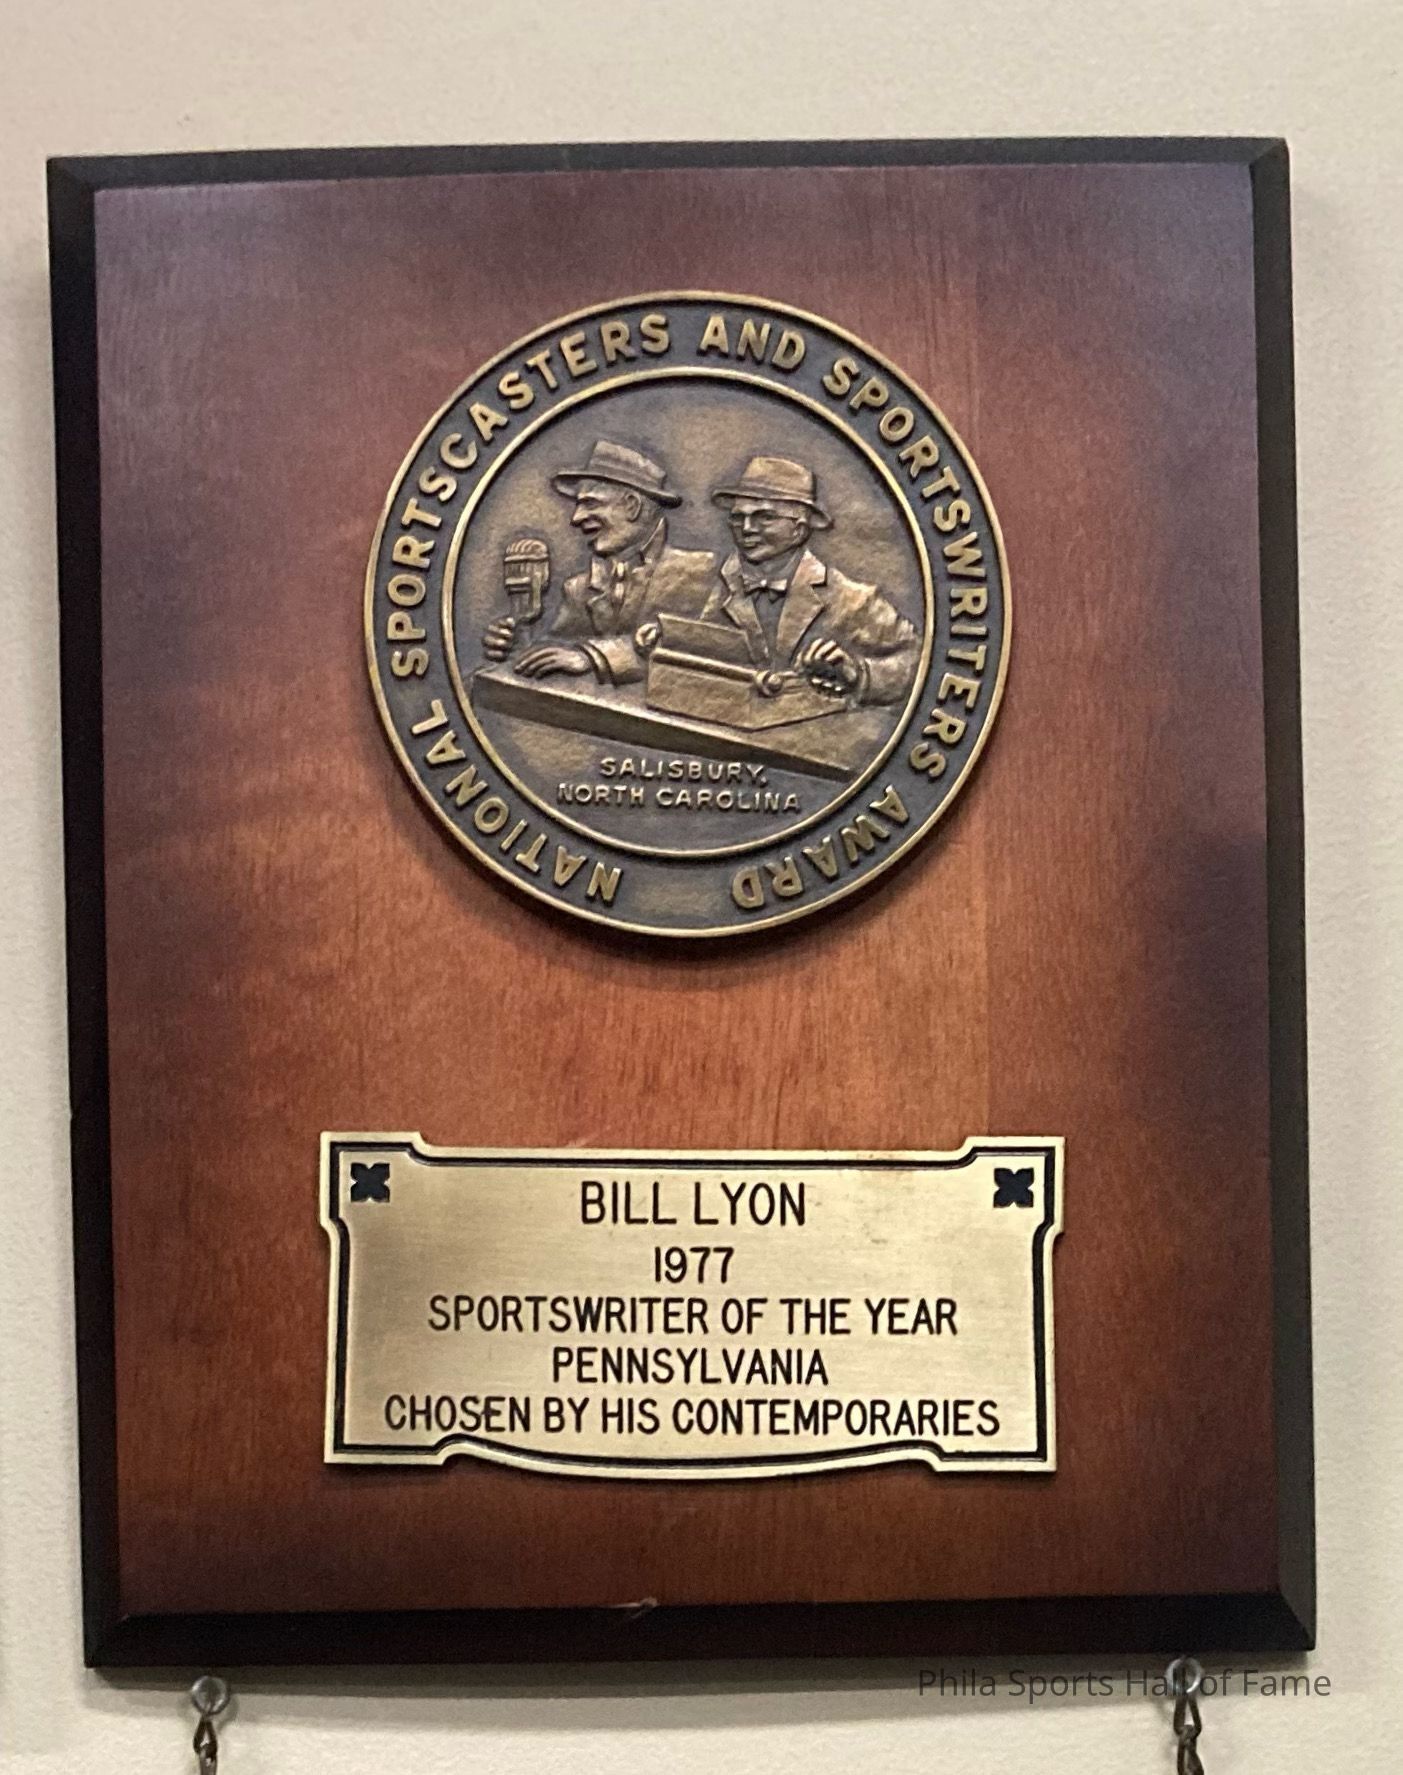 NATIONAL SPORTSCASTERS AND SPORTSWRITERS AWARD
SALISBURY,
NORTH CAROLINA
BILL LYON
1977
SPORTSWRITER OF THE YEAR
PENNSYLVANIA
CHOSEN BY HIS CONTEMPORARIES
Phila Sports Hall of Fame